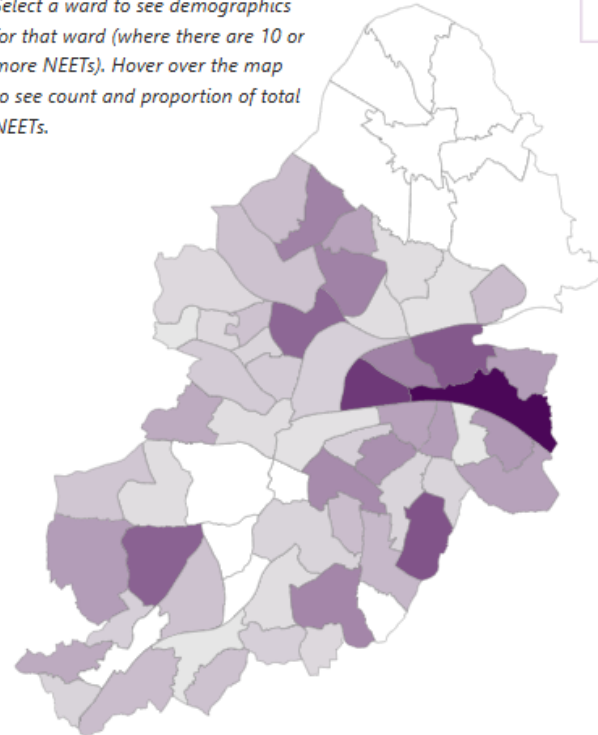 elect a ward to see demographics
or that ward (where there are 10 or
more NEETs). Hover over the map
o see count and proportion of total
NEETs.